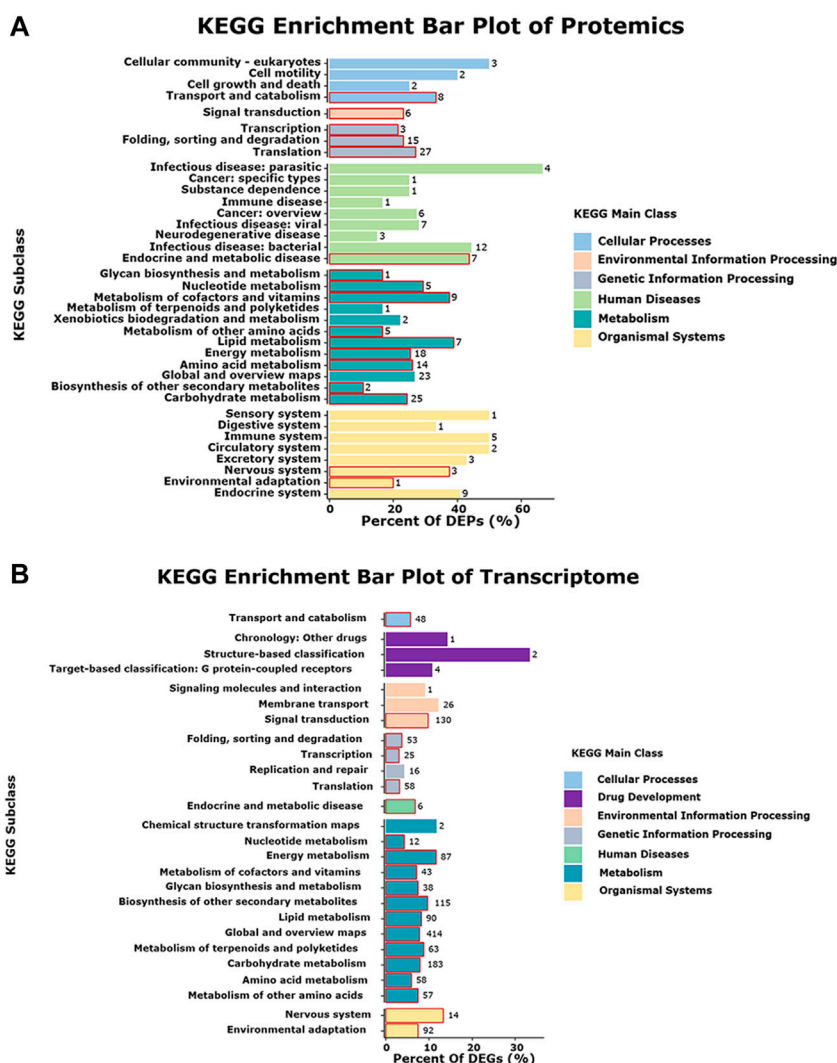 A
KEGG Enrichment Bar Plot of Protemics
Cellular community - eukaryotes 3
Cell motility 2
Cell growth and death 2
Transport and catabolism 8
Signal transduction 6
Transcription 3
Folding, sorting and degradation 15
Translation 27
Infectious disease: parasitic 4
Cancer: specific types 1
Substance dependence 1
Immune disease 1
Cancer: overview 6
Infectious disease: viral 7
Neurodegenerative disease 3
Infectious disease: bacterial 12
Endocrine and metabolic disease 7
Glycan biosynthesis and metabolism 1
Nucleotide metabolism 5
Metabolism of cofactors and vitamins 9
Metabolism of terpenoids and polyketides 1
Xenobiotics biodegradation and metabolism 2
Metabolism of other amino acids 5
Lipid metabolism 7
Energy metabolism 18
Amino acid metabolism 14
Global and overview maps 23
Biosynthesis of other secondary metabolites 2
Carbohydrate metabolism 25
Sensory system 1
Digestive system 1
Immune system 5
Circulatory system 2
Excretory system 3
Nervous system 3
Environmental adaptation 1
Endocrine system 9
0 20 40 60
Percent Of DEPs (%)
KEGG Subclass
KEGG Main Class
Cellular Processes
Environmental Information Processing
Genetic Information Processing
Human Diseases
Metabolism
Organismal Systems
B
KEGG Enrichment Bar Plot of Transcriptome
Transport and catabolism 48
Chronology: Other drugs 1
Structure-based classification 2
Target-based classification: G protein-coupled receptors 4
Signaling molecules and interaction 1
Membrane transport 26
Signal transduction 130
Folding, sorting and degradation 53
Transcription 25
Replication and repair 16
Translation 58
Endocrine and metabolic disease 6
Chemical structure transformation maps 2
Nucleotide metabolism 12
Energy metabolism 87
Metabolism of cofactors and vitamins 43
Glycan biosynthesis and metabolism 38
Biosynthesis of other secondary metabolites 115
Lipid metabolism 90
Global and overview maps 414
Metabolism of terpenoids and polyketides 63
Carbohydrate metabolism 183
Amino acid metabolism 58
Metabolism of other amino acids 57
Nervous system 14
Environmental adaptation 92
0 10 20 30
Percent Of DEGs (%)
KEGG Subclass
KEGG Main Class
Cellular Processes
Drug Development
Environmental Information Processing
Genetic Information Processing
Human Diseases
Metabolism
Organismal Systems